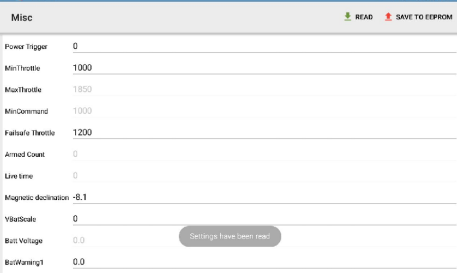 Misc READ SAVE TO EEPROM
Power Trigger 0
MinThrottle 1000
MaxThrottle 1850
MinCommand 1000
Failsafe Throttle 1200
Armed Count 0
Live time 0
Magnetic declination -8.1
VBatScale 0
Settings have been read
Batt Voltage 0.0
BatWarning1 0.0